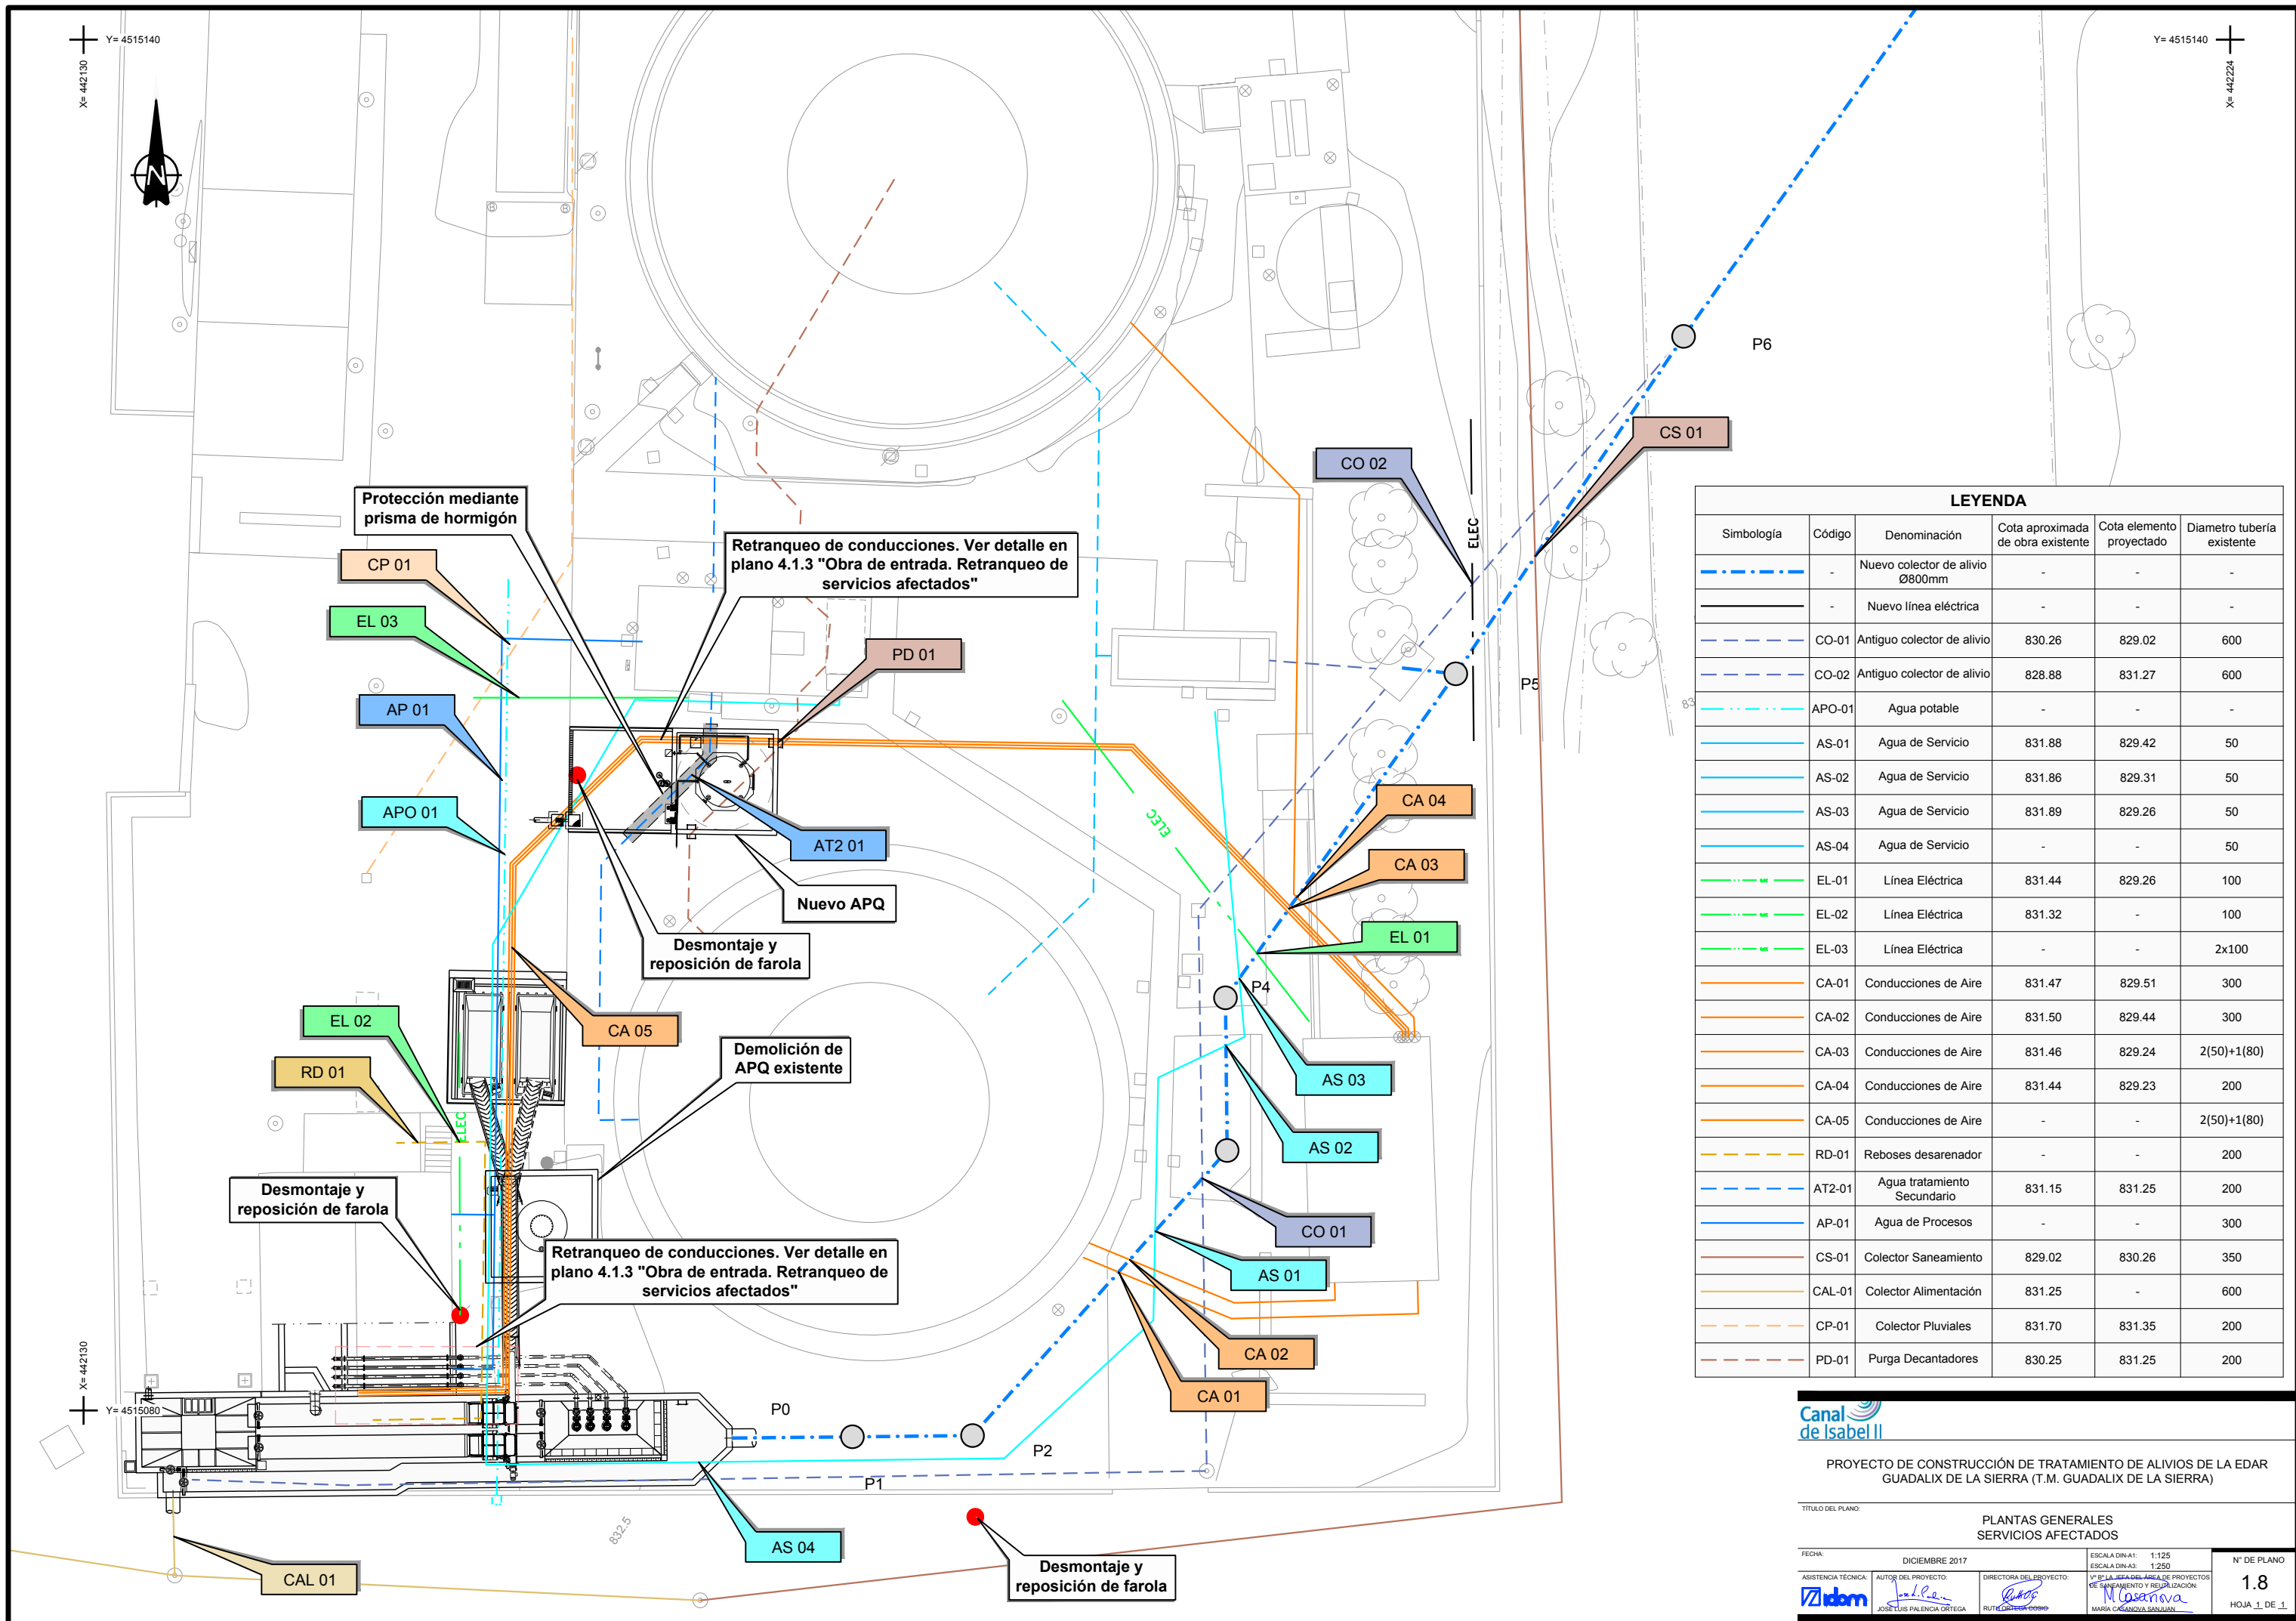 Y= 4515140
X= 442130
Y= 4515140
X= 442224
N
P6
CS 01
CO 02
ELEC
Protección mediante
prisma de hormigón
CP 01
Retranqueo de conducciones. Ver detalle en
plano 4.1.3 "Obra de entrada. Retranqueo de
servicios afectados"
EL 03
PD 01
P5
AP 01
APO 01
CA 04
ELEC
AT2 01
CA 03
Nuevo APQ
EL 01
Desmontaje y
reposición de farola
P4
EL 02
CA 05
Demolición de
APQ existente
RD 01
AS 03
ELEC
AS 02
Desmontaje y
reposición de farola
CO 01
Retranqueo de conducciones. Ver detalle en
plano 4.1.3 "Obra de entrada. Retranqueo de
servicios afectados"
AS 01
CA 02
X= 442130
Y= 4515080
CA 01
P0
P2
P1
832.5
AS 04
CAL 01
Desmontaje y
reposición de farola
LEYENDA
Simbología Código Denominación Cota aproximada de obra existente Cota elemento proyectado Diametro tubería existente
- Nuevo colector de alivio Ø800mm - - -
- Nuevo línea eléctrica - - -
CO-01 Antiguo colector de alivio 830.26 829.02 600
CO-02 Antiguo colector de alivio 828.88 831.27 600
APO-01 Agua potable - - -
AS-01 Agua de Servicio 831.88 829.42 50
AS-02 Agua de Servicio 831.86 829.31 50
AS-03 Agua de Servicio 831.89 829.26 50
AS-04 Agua de Servicio - - 50
EL-01 Línea Eléctrica 831.44 829.26 100
EL-02 Línea Eléctrica 831.32 - 100
EL-03 Línea Eléctrica - - 2x100
CA-01 Conducciones de Aire 831.47 829.51 300
CA-02 Conducciones de Aire 831.50 829.44 300
CA-03 Conducciones de Aire 831.46 829.24 2(50)+1(80)
CA-04 Conducciones de Aire 831.44 829.23 200
CA-05 Conducciones de Aire - - 2(50)+1(80)
RD-01 Reboses desarenador - - 200
AT2-01 Agua tratamiento Secundario 831.15 831.25 200
AP-01 Agua de Procesos - - 300
CS-01 Colector Saneamiento 829.02 830.26 350
CAL-01 Colector Alimentación 831.25 - 600
CP-01 Colector Pluviales 831.70 831.35 200
PD-01 Purga Decantadores 830.25 831.25 200
Canal
de Isabel II
PROYECTO DE CONSTRUCCIÓN DE TRATAMIENTO DE ALIVIOS DE LA EDAR
GUADALIX DE LA SIERRA (T.M. GUADALIX DE LA SIERRA)
TÍTULO DEL PLANO:
PLANTAS GENERALES
SERVICIOS AFECTADOS
FECHA:
DICIEMBRE 2017
ESCALA DIN-A1: 1:125
ESCALA DIN-A3: 1:250
Nº DE PLANO
1.8
HOJA 1 DE 1
ASISTENCIA TÉCNICA:
idom
AUTOR DEL PROYECTO:
JOSÉ LUIS PALENCIA ORTEGA
DIRECTORA DEL PROYECTO:
RUTH ORTEGA COSIO
Vº Bº LA JEFA DEL ÁREA DE PROYECTOS
DE SANEAMIENTO Y REUTILIZACIÓN:
M Casanova
MARÍA CASANOVA SANJUAN